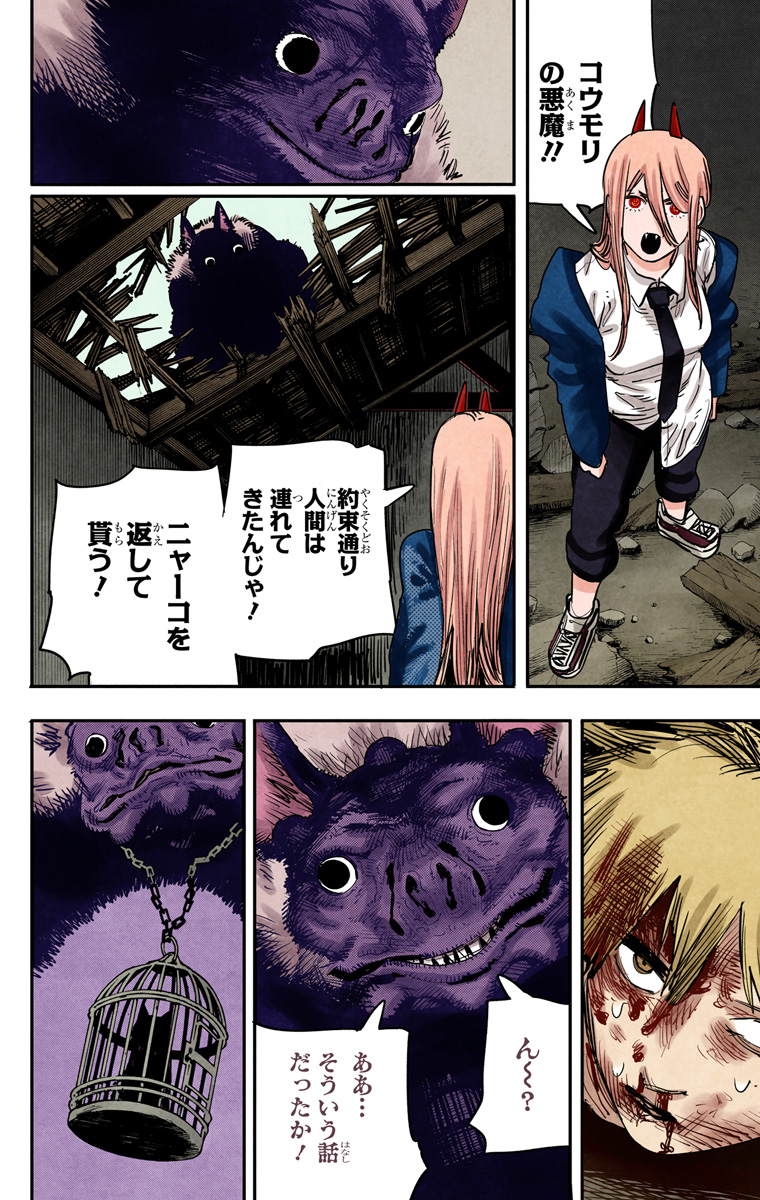 コウモリ
の悪魔!!
約束通り
人間は
連れて
きたんじゃ!
ニャーコを
返して
貰う!
ん〜?
ああ…
そういう
話
だったか!